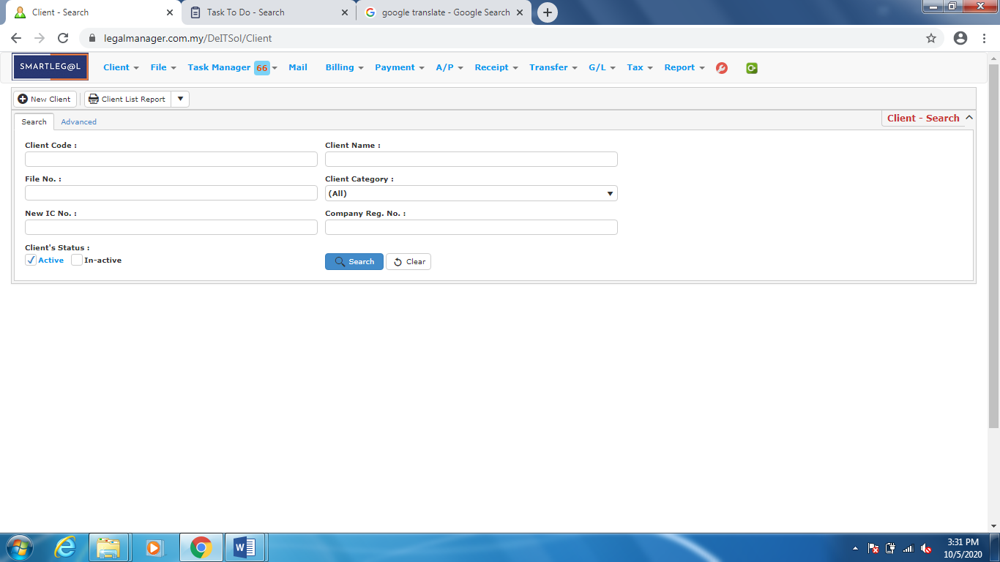 Client - Search
Task To Do - Search
google translate - Google Search
legalmanager.com.my/DeITSol/Client
SMARTLEG@L Client File Task Manager 66 Mail Billing Payment A/P Receipt Transfer G/L Tax Report
New Client Client List Report
Search Advanced Client - Search
Client Code : Client Name :
File No. : Client Category :
(All)
New IC No. : Company Reg. No. :
Client's Status :
Active In-active Search Clear
3:31 PM
10/5/2020